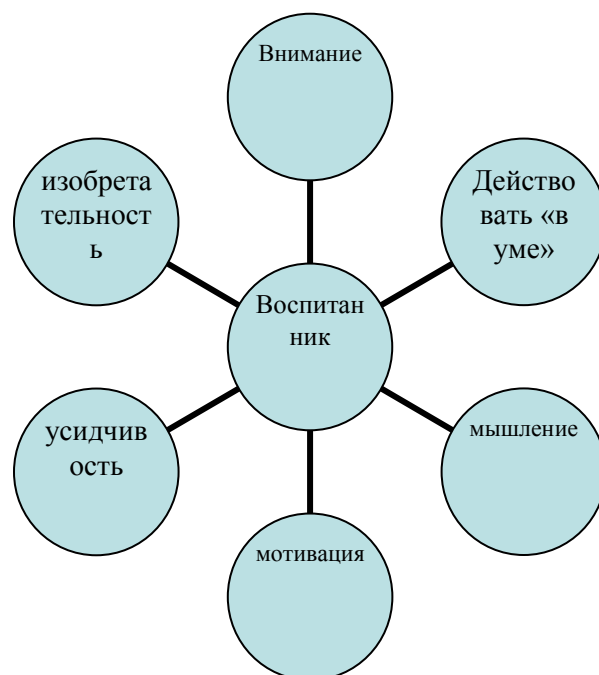 Внимание
изобрета
тельност
ь
Действо
вать «в
уме»
Воспитан
ник
усидчив
ость
мышление
мотивация